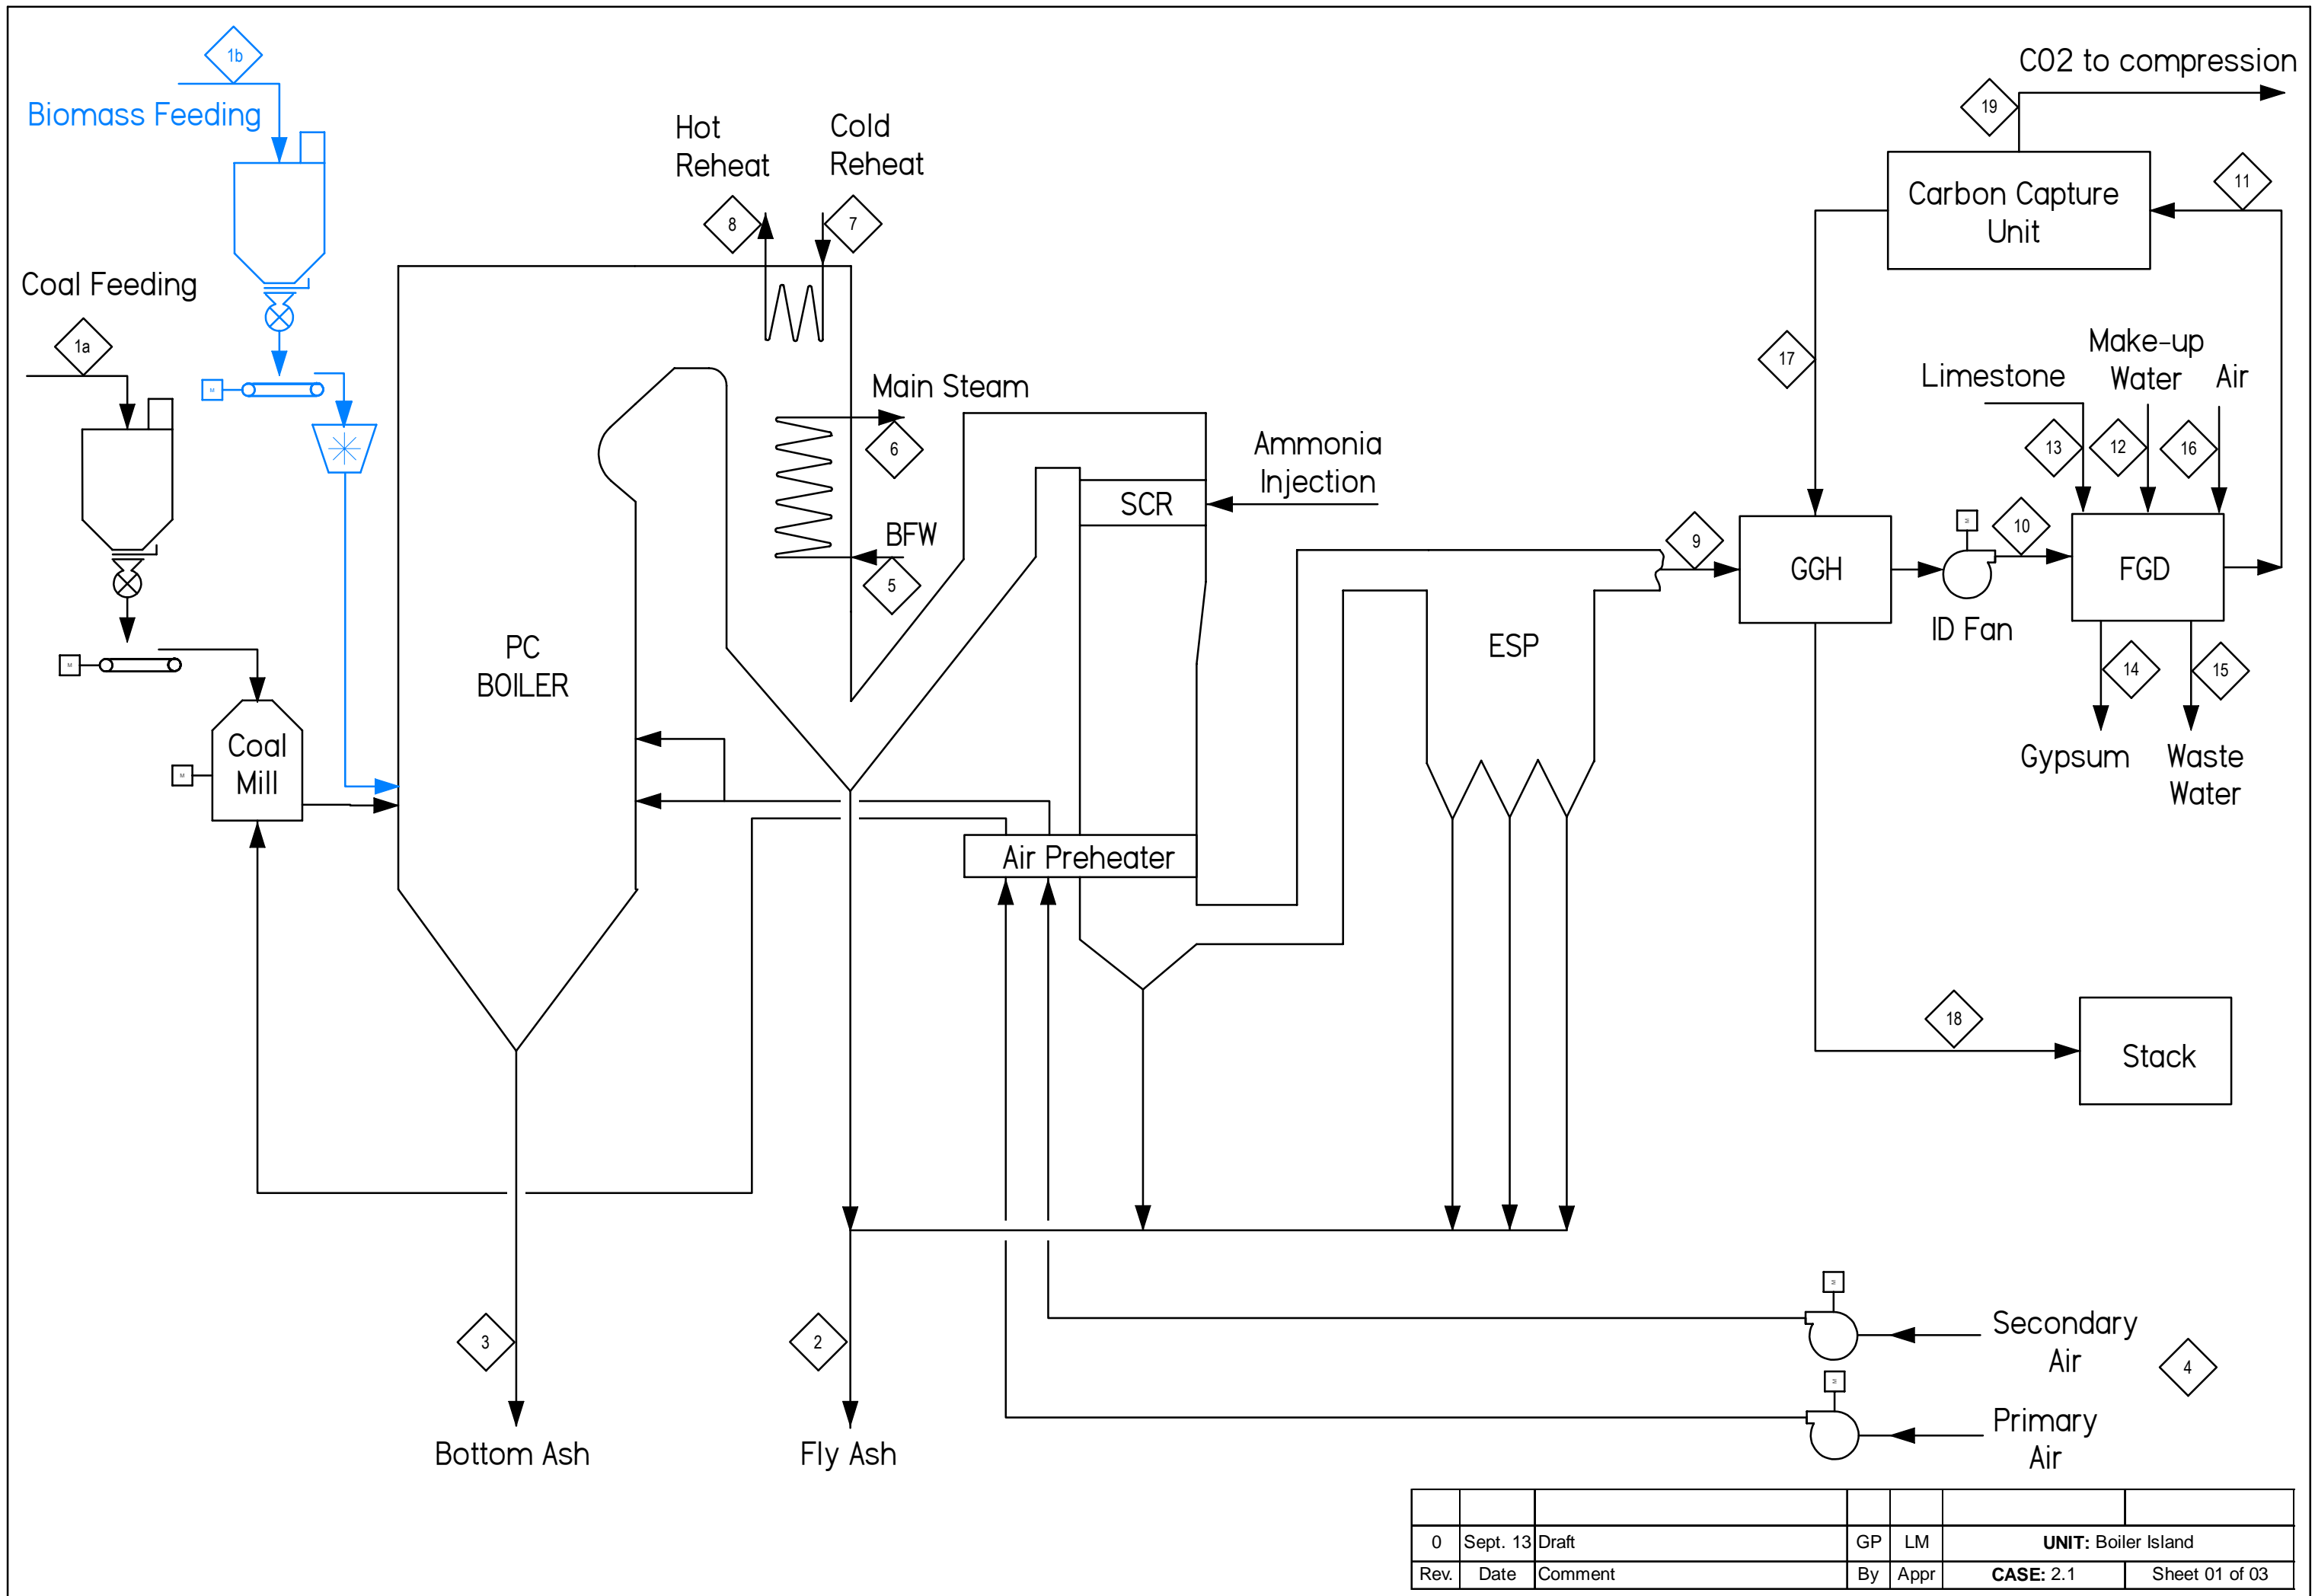 1b
Biomass Feeding
Coal Feeding
1a
M
M
Coal
Mill
M
PC
BOILER
Hot
Reheat
Cold
Reheat
8
7
Main Steam
6
BFW
5
SCR
Ammonia
Injection
Air Preheater
ESP
9
GGH
M
ID Fan
10
FGD
CO2 to compression
19
Carbon Capture
Unit
11
17
Limestone
Make-up
Water
Air
13
12
16
14
15
Gypsum
Waste
Water
18
Stack
3
2
Bottom Ash
Fly Ash
M
Secondary
Air
4
M
Primary
Air
0 Sept. 13 Draft GP LM UNIT: Boiler Island
Rev. Date Comment By Appr CASE: 2.1 Sheet 01 of 03